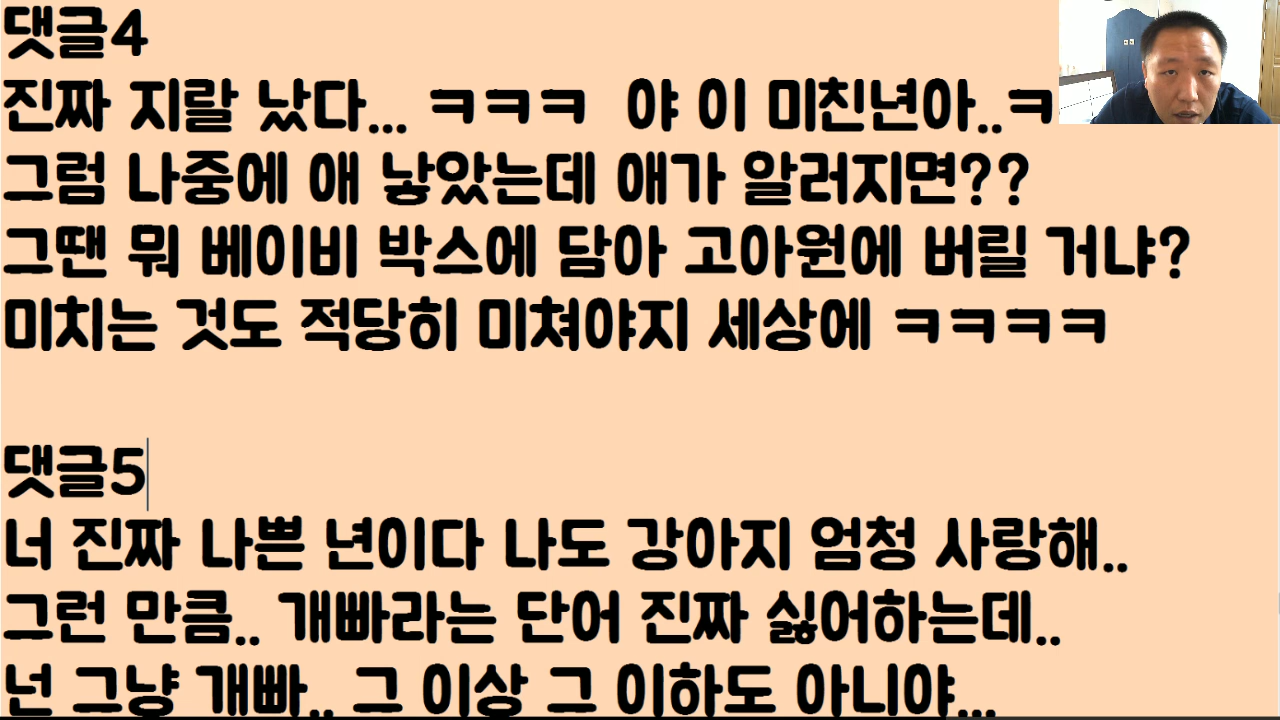 댓글4
진짜 지랄 났다... ㅋㅋㅋ 야 이 미친년아..ㅋ
그럼 나중에 애 낳았는데 애가 알러지면??
그땐 뭐 베이비 박스에 담아 고아원에 버릴 거냐?
미치는 것도 적당히 미쳐야지 세상에 ㅋㅋㅋㅋ
댓글5
너 진짜 나쁜 년이다 나도 강아지 엄청 사랑해..
그런 만큼.. 개빠라는 단어 진짜 싫어하는데..
넌 그냥 개빠.. 그 이상 그 이하도 아니야...